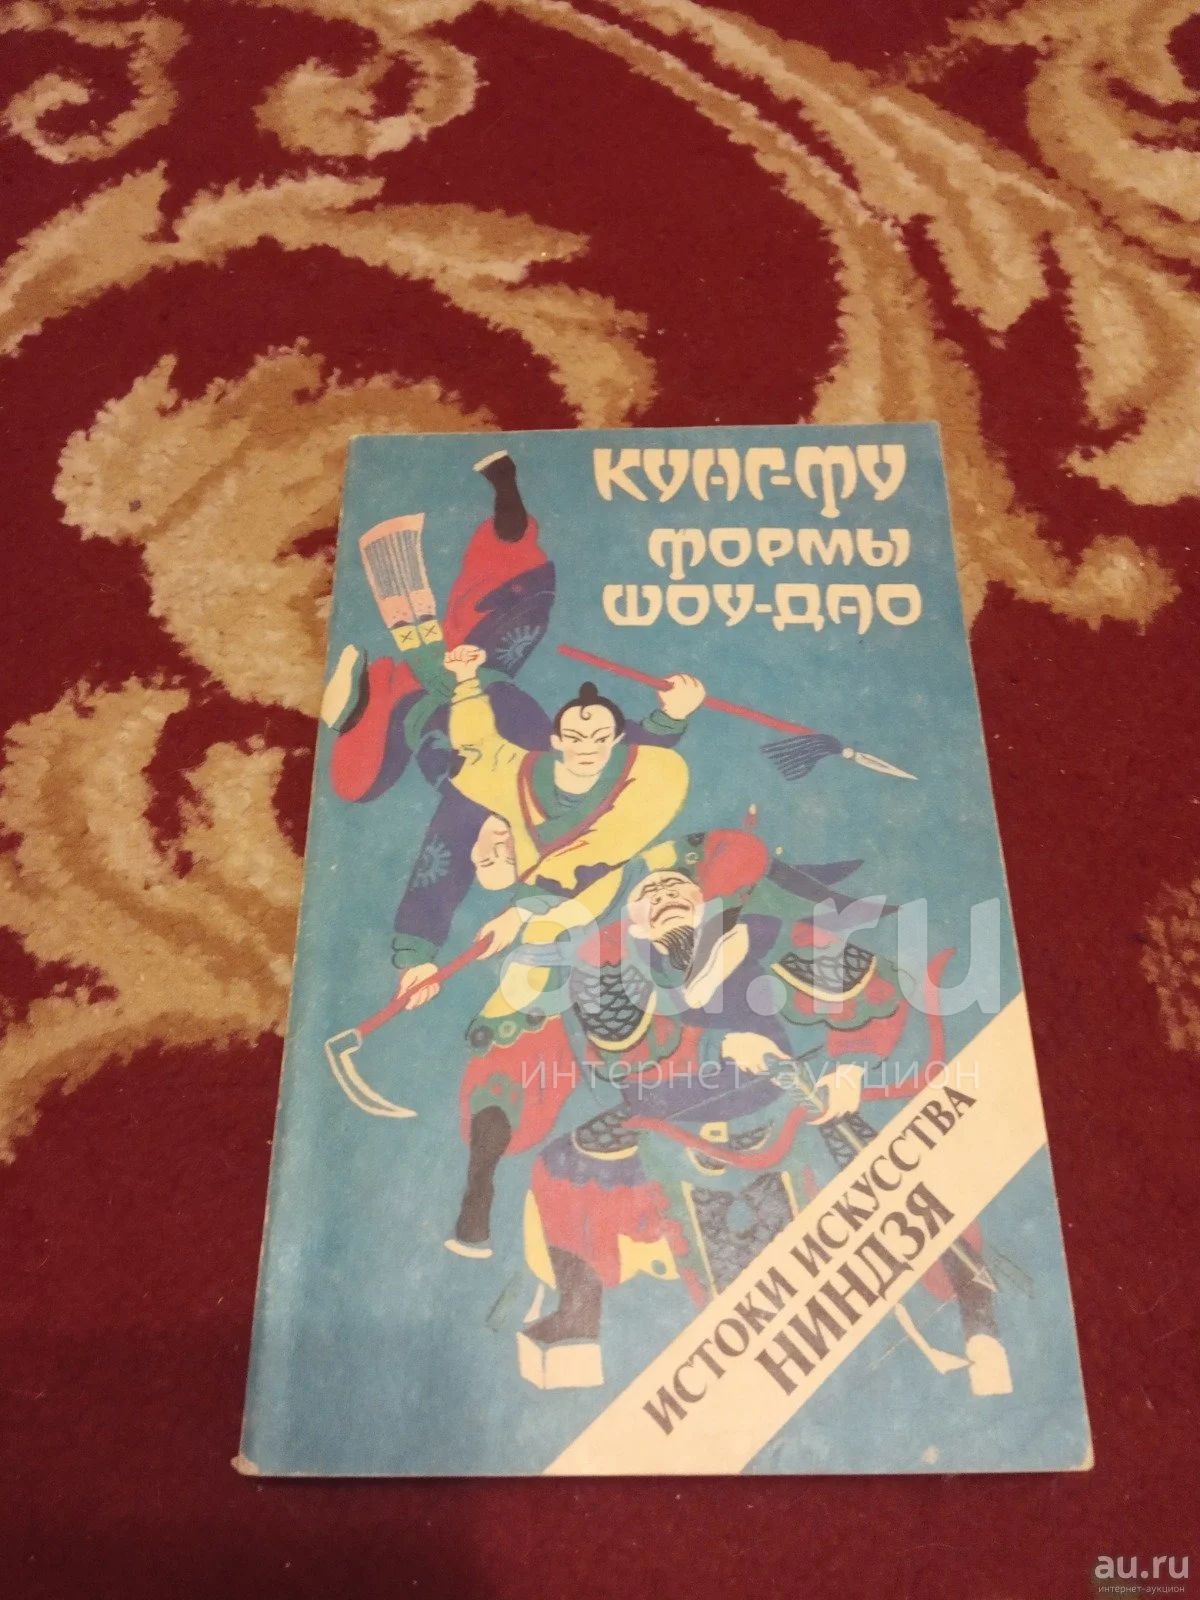 КУНГ-ФУ
ФОРМЫ
ШОУ-ДАО
au.ru
интернет-аукцион
ИСТОКИ ИСКУССТВА
НИНДЗЯ
au.ru
интернет-аукцион